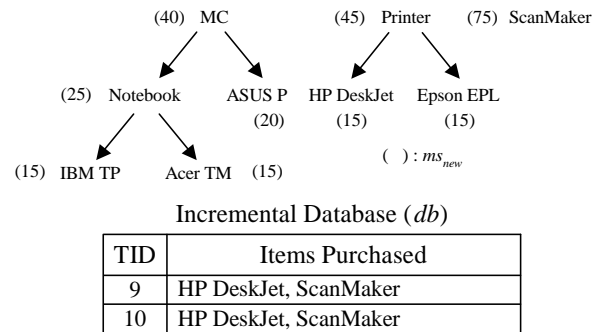 (40) MC (45) Printer (75) ScanMaker
(25) Notebook ASUS P HP DeskJet Epson EPL
(20) (15) (15)
( ) : ms_new
(15) IBM TP Acer TM (15)
Incremental Database (db)
TID Items Purchased
9 HP DeskJet, ScanMaker
10 HP DeskJet, ScanMaker